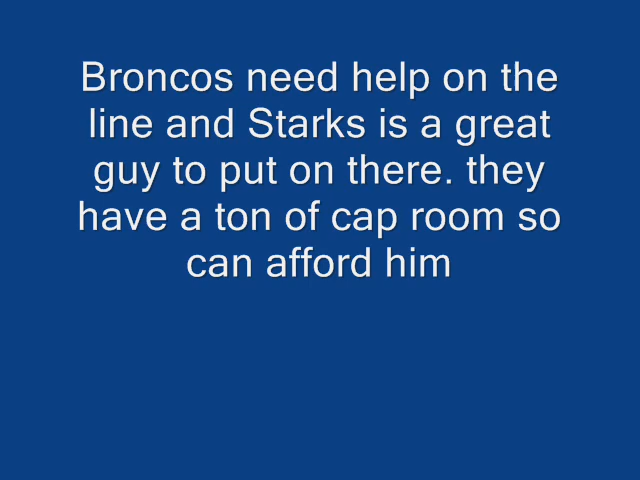 Broncos need help on the
line and Starks is a great
guy to put on there. they
have a ton of cap room so
can afford him